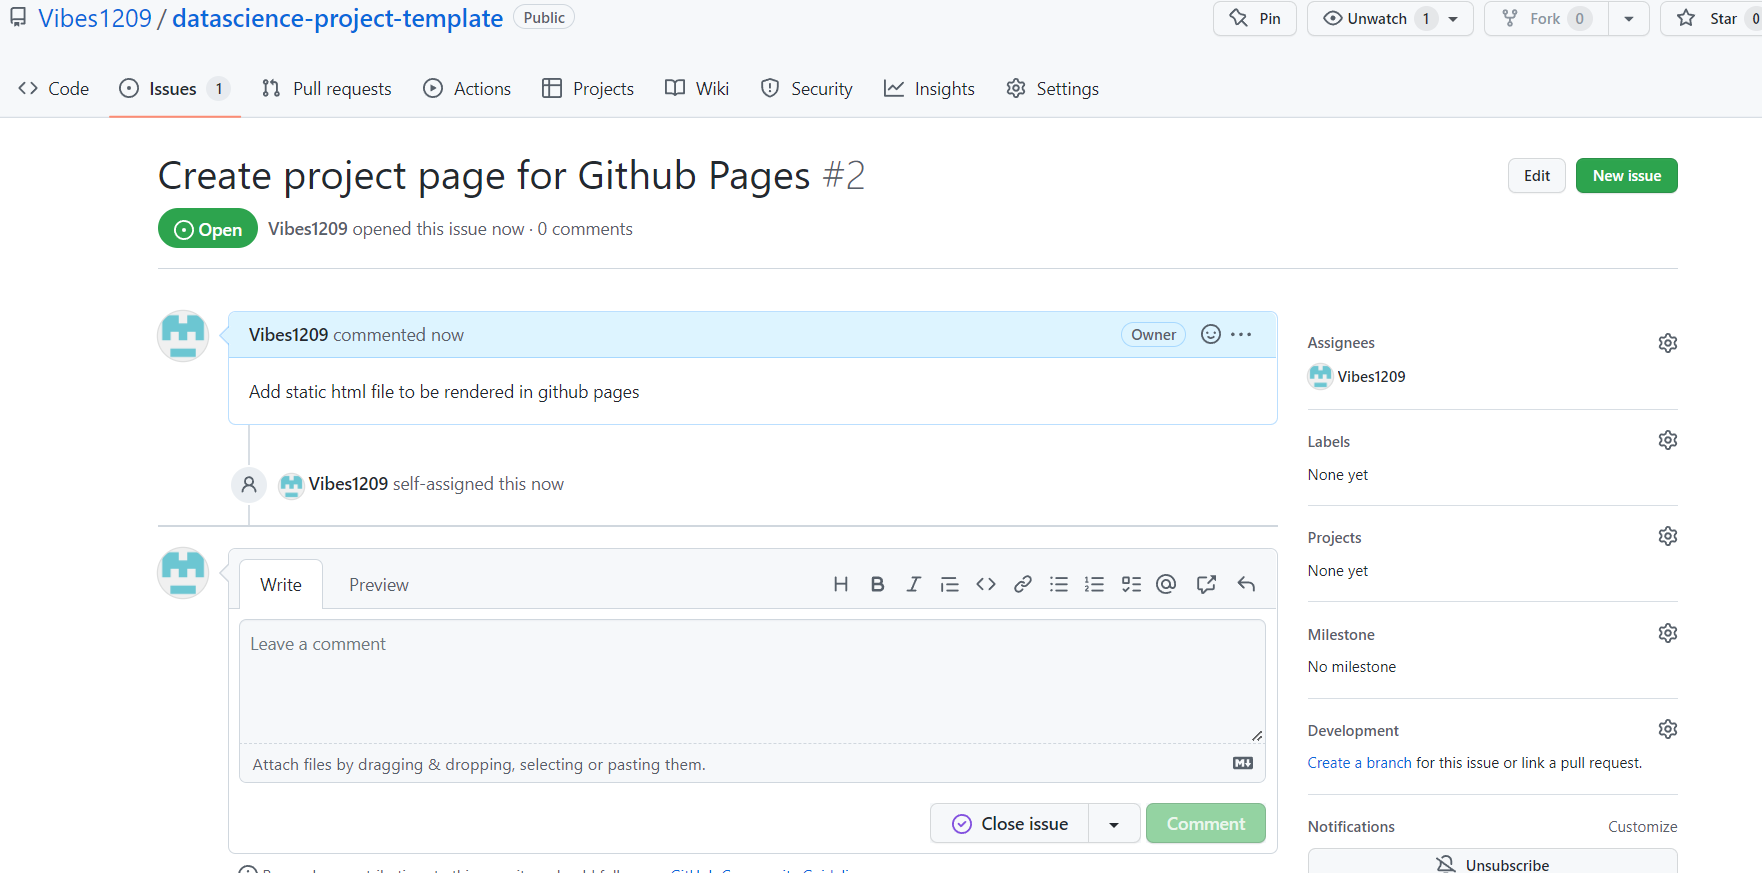 Vibes1209 / datascience-project-template Public
Pin Unwatch 1 Fork 0 Star 0
Code Issues 1 Pull requests Actions Projects Wiki Security Insights Settings
Create project page for Github Pages #2
Edit New issue
Open Vibes1209 opened this issue now · 0 comments
Vibes1209 commented now Owner
Add static html file to be rendered in github pages
Vibes1209 self-assigned this now
Write Preview
Leave a comment
Attach files by dragging & dropping, selecting or pasting them.
Close issue Comment
Assignees
Vibes1209
Labels
None yet
Projects
None yet
Milestone
No milestone
Development
Create a branch for this issue or link a pull request.
Notifications Customize
Unsubscribe